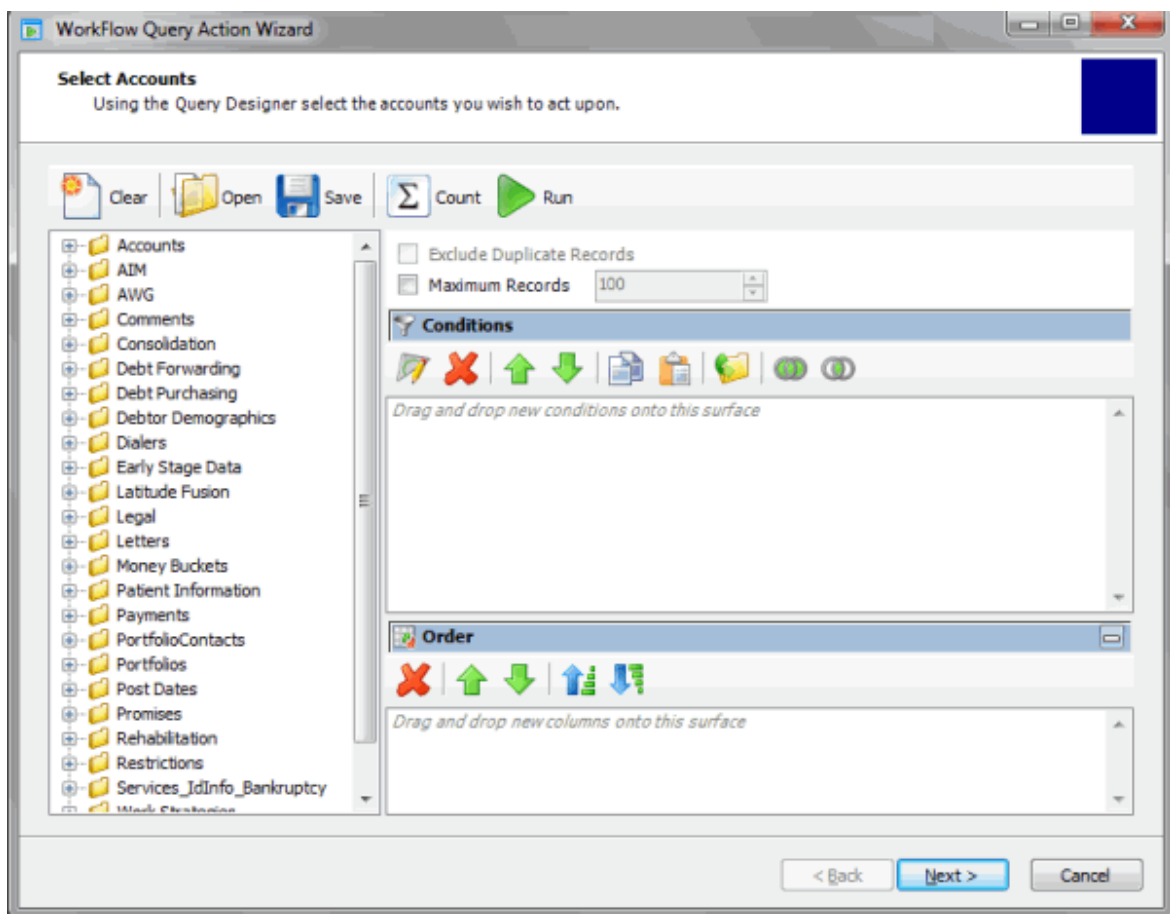 WorkFlow Query Action Wizard
Select Accounts
Using the Query Designer select the accounts you wish to act upon.
Clear Open Save Σ Count Run
Accounts
AIM
AWG
Comments
Consolidation
Debt Forwarding
Debt Purchasing
Debtor Demographics
Dialers
Early Stage Data
Latitude Fusion
Legal
Letters
Money Buckets
Patient Information
Payments
PortfolioContacts
Portfolios
Post Dates
Promises
Rehabilitation
Restrictions
Services_IdInfo_Bankruptcy
Work Strategies
Exclude Duplicate Records
Maximum Records 100
Conditions
Drag and drop new conditions onto this surface
Order
Drag and drop new columns onto this surface
< Back Next > Cancel